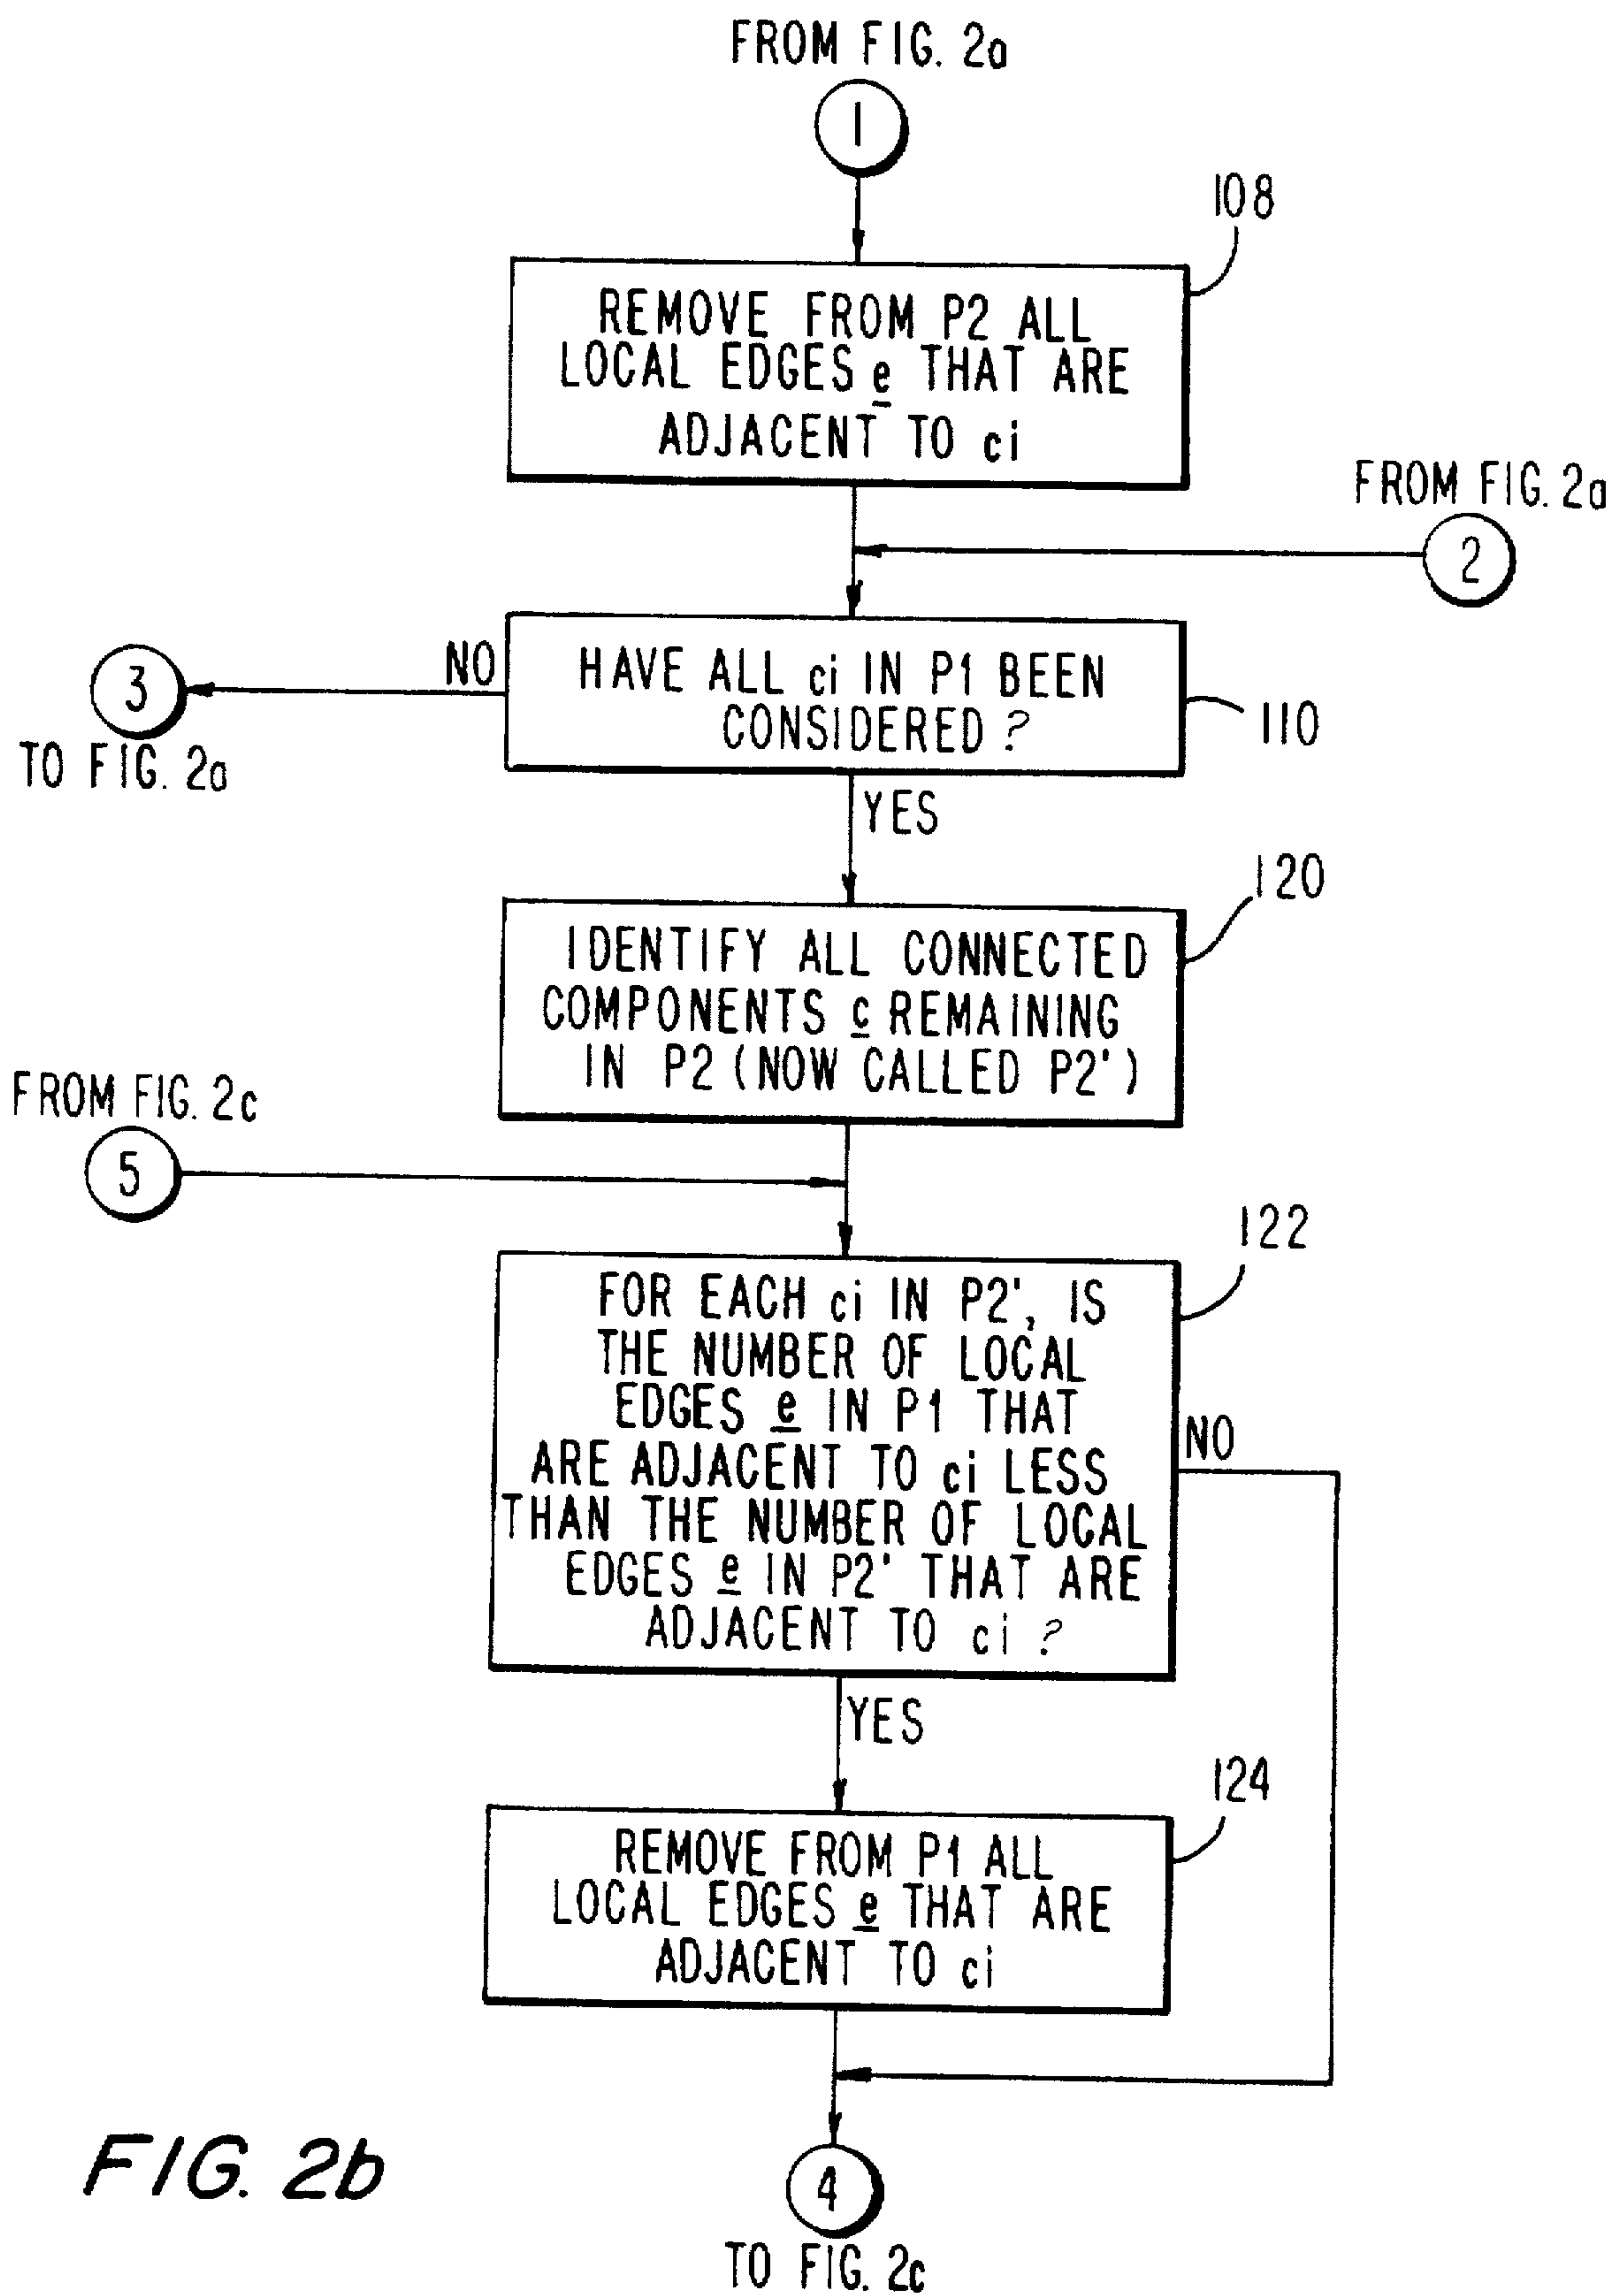 FROM FIG. 2a
1
108
REMOVE FROM P2 ALL
LOCAL EDGES e THAT ARE
ADJACENT TO ci
FROM FIG. 2a
2
3
NO
TO FIG. 2a
HAVE ALL ci IN P1 BEEN
CONSIDERED ?
110
YES
120
IDENTIFY ALL CONNECTED
COMPONENTS c REMAINING
IN P2 (NOW CALLED P2')
FROM FIG. 2c
5
122
FOR EACH ci IN P2', IS
THE NUMBER OF LOCAL
EDGES e IN P1 THAT
ARE ADJACENT TO ci LESS
THAN THE NUMBER OF LOCAL
EDGES e IN P2' THAT ARE
ADJACENT TO ci ?
NO
YES
124
REMOVE FROM P1 ALL
LOCAL EDGES e THAT ARE
ADJACENT TO ci
FIG. 2b
4
TO FIG. 2c